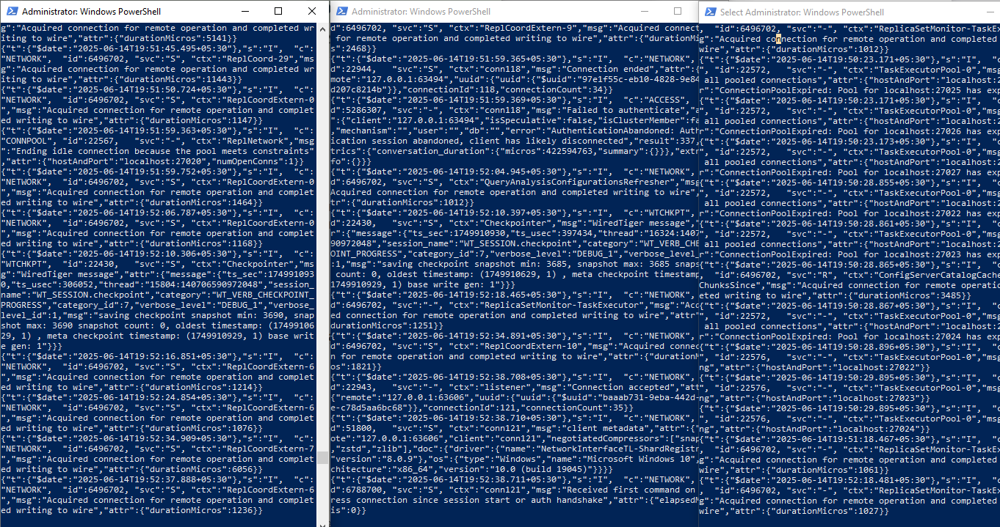 Administrator: Windows PowerShell
g":"Acquired connection for remote operation and completed wr
iting to wire","attr":{"durationMicros":5141}}
{"t":{"$date":"2025-06-14T19:51:45.495+05:30"},"s":"I",  "c":
"NETWORK",  "id":6496702, "svc":"S", "ctx":"ReplCoord-29","ms
g":"Acquired connection for remote operation and completed wr
iting to wire","attr":{"durationMicros":11443}}
{"t":{"$date":"2025-06-14T19:51:50.724+05:30"},"s":"I",  "c":
"NETWORK",  "id":6496702, "svc":"S", "ctx":"ReplCoordExtern-0
","msg":"Acquired connection for remote operation and complet
ed writing to wire","attr":{"durationMicros":1147}}
{"t":{"$date":"2025-06-14T19:51:59.363+05:30"},"s":"I",  "c":
"CONNPOOL", "id":22567,   "svc":"-", "ctx":"ReplNetwork","msg
":"Ending idle connection because the pool meets constraints"
,"attr":{"hostAndPort":"localhost:27020","numOpenConns":1}}
{"t":{"$date":"2025-06-14T19:51:59.752+05:30"},"s":"I",  "c":
"NETWORK",  "id":6496702, "svc":"S", "ctx":"ReplCoordExtern-0
","msg":"Acquired connection for remote operation and complet
ed writing to wire","attr":{"durationMicros":1464}}
{"t":{"$date":"2025-06-14T19:52:06.787+05:30"},"s":"I",  "c":
"NETWORK",  "id":6496702, "svc":"S", "ctx":"ReplCoordExtern-0
","msg":"Acquired connection for remote operation and complet
ed writing to wire","attr":{"durationMicros":1168}}
{"t":{"$date":"2025-06-14T19:52:10.306+05:30"},"s":"I",  "c":
"WTCHKPT",  "id":22430,   "svc":"S", "ctx":"Checkpointer","ms
g":"WiredTiger message","attr":{"message":{"ts_sec":174991093
0,"ts_usec":306052,"thread":"15804:140706590972048","session_
name":"WT_SESSION.checkpoint","category":"WT_VERB_CHECKPOINT_
PROGRESS","category_id":7,"verbose_level":"DEBUG_1","verbose_
level_id":1,"msg":"saving checkpoint snapshot min: 3690, snap
shot max: 3690 snapshot count: 0, oldest timestamp: (17499106
29, 1) , meta checkpoint timestamp: (1749910929, 1) base writ
e gen: 1"}}}
{"t":{"$date":"2025-06-14T19:52:16.851+05:30"},"s":"I",  "c":
"NETWORK",  "id":6496702, "svc":"S", "ctx":"ReplCoordExtern-6
","msg":"Acquired connection for remote operation and complet
ed writing to wire","attr":{"durationMicros":1214}}
{"t":{"$date":"2025-06-14T19:52:24.854+05:30"},"s":"I",  "c":
"NETWORK",  "id":6496702, "svc":"S", "ctx":"ReplCoordExtern-6
","msg":"Acquired connection for remote operation and complet
ed writing to wire","attr":{"durationMicros":1076}}
{"t":{"$date":"2025-06-14T19:52:34.909+05:30"},"s":"I",  "c":
"NETWORK",  "id":6496702, "svc":"S", "ctx":"ReplCoordExtern-7
","msg":"Acquired connection for remote operation and complet
ed writing to wire","attr":{"durationMicros":6056}}
{"t":{"$date":"2025-06-14T19:52:37.888+05:30"},"s":"I",  "c":
"NETWORK",  "id":6496702, "svc":"S", "ctx":"ReplCoordExtern-6
","msg":"Acquired connection for remote operation and complet
ed writing to wire","attr":{"durationMicros":1236}}
Administrator: Windows PowerShell
d":6496702, "svc":"S", "ctx":"ReplCoordExtern-9","msg":"Acquired connect
 for remote operation and completed writing to wire","attr":{"durationMi
s":2468}}
{"t":{"$date":"2025-06-14T19:51:59.365+05:30"},"s":"I",  "c":"NETWORK",
d":22944,   "svc":"S", "ctx":"conn118","msg":"Connection ended","attr":{
mote":"127.0.0.1:63494","uuid":{"uuid":{"$uuid":"97e1f55c-eb10-4828-9e84
d207c8214b"}},"connectionId":118,"connectionCount":34}}
{"t":{"$date":"2025-06-14T19:51:59.369+05:30"},"s":"I",  "c":"ACCESS",
d":5286307, "svc":"-", "ctx":"conn118","msg":"Failed to authenticate","a
":{"client":"127.0.0.1:63494","isSpeculative":false,"isClusterMember":fa
,"mechanism":"","user":"","db":"","error":"AuthenticationAbandoned: Auth
ication session abandoned, client has likely disconnected","result":337,
trics":{"conversation_duration":{"micros":422594763,"summary":{}}},"extr
fo":{}}}
{"t":{"$date":"2025-06-14T19:52:04.945+05:30"},"s":"I",  "c":"NETWORK",
d":6496702, "svc":"S", "ctx":"QueryAnalysisConfigurationsRefresher","msg
Acquired connection for remote operation and completed writing to wire",
tr":{"durationMicros":1012}}
{"t":{"$date":"2025-06-14T19:52:10.397+05:30"},"s":"I",  "c":"WTCHKPT",
d":22430,   "svc":"S", "ctx":"Checkpointer","msg":"WiredTiger message",
r":{"message":{"ts_sec":1749910930,"ts_usec":397434,"thread":"16324:1407
90972048","session_name":"WT_SESSION.checkpoint","category":"WT_VERB_CHE
OINT_PROGRESS","category_id":7,"verbose_level":"DEBUG_1","verbose_level_
:1,"msg":"saving checkpoint snapshot min: 3685, snapshot max: 3685 snaps
 count: 0, oldest timestamp: (1749910629, 1) , meta checkpoint timestamp
1749910929, 1) base write gen: 1"}}}
{"t":{"$date":"2025-06-14T19:52:18.465+05:30"},"s":"I",  "c":"NETWORK",
d":6496702, "svc":"S", "ctx":"ReplicaSetMonitor-TaskExecutor","msg":"Acq
ed connection for remote operation and completed writing to wire","attr"
durationMicros":1251}}
{"t":{"$date":"2025-06-14T19:52:34.891+05:30"},"s":"I",  "c":"NETWORK",
d":6496702, "svc":"S", "ctx":"ReplCoordExtern-10","msg":"Acquired connec
n for remote operation and completed writing to wire","attr":{"durationM
os":1821}}
{"t":{"$date":"2025-06-14T19:52:38.708+05:30"},"s":"I",  "c":"NETWORK",
d":22943,   "svc":"-", "ctx":"listener","msg":"Connection accepted","att
{"remote":"127.0.0.1:63606","uuid":{"uuid":{"$uuid":"baaab731-9eba-442d-
e-c78d5aa6bc68"}},"connectionId":121,"connectionCount":35}}
{"t":{"$date":"2025-06-14T19:52:38.710+05:30"},"s":"I",  "c":"NETWORK",
d":51800,   "svc":"S", "ctx":"conn121","msg":"client metadata","attr":{"
ote":"127.0.0.1:63606","client":"conn121","negotiatedCompressors":["snap
,"zstd","zlib"],"doc":{"driver":{"name":"NetworkInterfaceTL-ShardRegistr
"version":"8.0.9"},"os":{"type":"Windows","name":"Microsoft Windows 10",
chitecture":"x86_64","version":"10.0 (build 19045)"}}}}
{"t":{"$date":"2025-06-14T19:52:38.711+05:30"},"s":"I",  "c":"NETWORK",
d":6788700, "svc":"S", "ctx":"conn121","msg":"Received first command on
ress connection since session start or auth handshake","attr":{"elapsedM
is":0}}
Select Administrator: Windows PowerShell
", "id":6496702, "svc":"-", "ctx":"ReplicaSetMonitor-TaskEx
g":"Acquired connection for remote operation and completed
wire","attr":{"durationMicros":1012}}
{"t":{"$date":"2025-06-14T19:50:23.171+05:30"},"s":"I",  "c
", "id":22572,   "svc":"-", "ctx":"TaskExecutorPool-0","msg
 all pooled connections","attr":{"hostAndPort":"localhost:2
r":"ConnectionPoolExpired: Pool for localhost:27025 has exp
{"t":{"$date":"2025-06-14T19:50:23.171+05:30"},"s":"I",  "c
", "id":22572,   "svc":"-", "ctx":"TaskExecutorPool-0","msg
 all pooled connections","attr":{"hostAndPort":"localhost:2
r":"ConnectionPoolExpired: Pool for localhost:27026 has exp
{"t":{"$date":"2025-06-14T19:50:23.173+05:30"},"s":"I",  "c
", "id":22572,   "svc":"-", "ctx":"TaskExecutorPool-0","msg
 all pooled connections","attr":{"hostAndPort":"localhost:2
r":"ConnectionPoolExpired: Pool for localhost:27027 has exp
{"t":{"$date":"2025-06-14T19:50:28.855+05:30"},"s":"I",  "c
", "id":22572,   "svc":"-", "ctx":"TaskExecutorPool-0","msg
 all pooled connections","attr":{"hostAndPort":"localhost:2
r":"ConnectionPoolExpired: Pool for localhost:27022 has exp
{"t":{"$date":"2025-06-14T19:50:28.861+05:30"},"s":"I",  "c
", "id":22572,   "svc":"-", "ctx":"TaskExecutorPool-0","msg
 all pooled connections","attr":{"hostAndPort":"localhost:2
r":"ConnectionPoolExpired: Pool for localhost:27023 has exp
{"t":{"$date":"2025-06-14T19:50:28.865+05:30"},"s":"I",  "c
", "id":6496702, "svc":"R", "ctx":"ConfigServerCatalogCache
ChunksSince","msg":"Acquired connection for remote operatio
eted writing to wire","attr":{"durationMicros":3485}}
{"t":{"$date":"2025-06-14T19:50:28.867+05:30"},"s":"I",  "c
", "id":22572,   "svc":"-", "ctx":"TaskExecutorPool-0","msg
 all pooled connections","attr":{"hostAndPort":"localhost:2
r":"ConnectionPoolExpired: Pool for localhost:27024 has exp
{"t":{"$date":"2025-06-14T19:50:28.896+05:30"},"s":"I",  "c
", "id":22576,   "svc":"-", "ctx":"TaskExecutorPool-0","msg
ng","attr":{"hostAndPort":"localhost:27022"}}
{"t":{"$date":"2025-06-14T19:50:29.895+05:30"},"s":"I",  "c
", "id":22576,   "svc":"-", "ctx":"TaskExecutorPool-0","msg
ng","attr":{"hostAndPort":"localhost:27023"}}
{"t":{"$date":"2025-06-14T19:50:29.895+05:30"},"s":"I",  "c
", "id":22576,   "svc":"-", "ctx":"TaskExecutorPool-0","msg
ng","attr":{"hostAndPort":"localhost:27024"}}
{"t":{"$date":"2025-06-14T19:51:18.467+05:30"},"s":"I",  "c
", "id":6496702, "svc":"-", "ctx":"ReplicaSetMonitor-TaskEx
g":"Acquired connection for remote operation and completed
wire","attr":{"durationMicros":1061}}
{"t":{"$date":"2025-06-14T19:52:18.481+05:30"},"s":"I",  "c
", "id":6496702, "svc":"-", "ctx":"ReplicaSetMonitor-TaskEx
g":"Acquired connection for remote operation and completed
wire","attr":{"durationMicros":1027}}